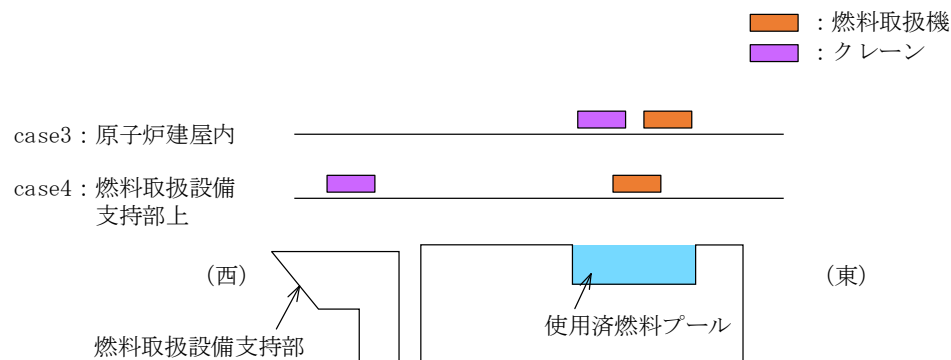 ：燃料取扱機
：クレーン
case3：原子炉建屋内
case4：燃料取扱設備
支持部上
（西）
（東）
使用済燃料プール
燃料取扱設備支持部